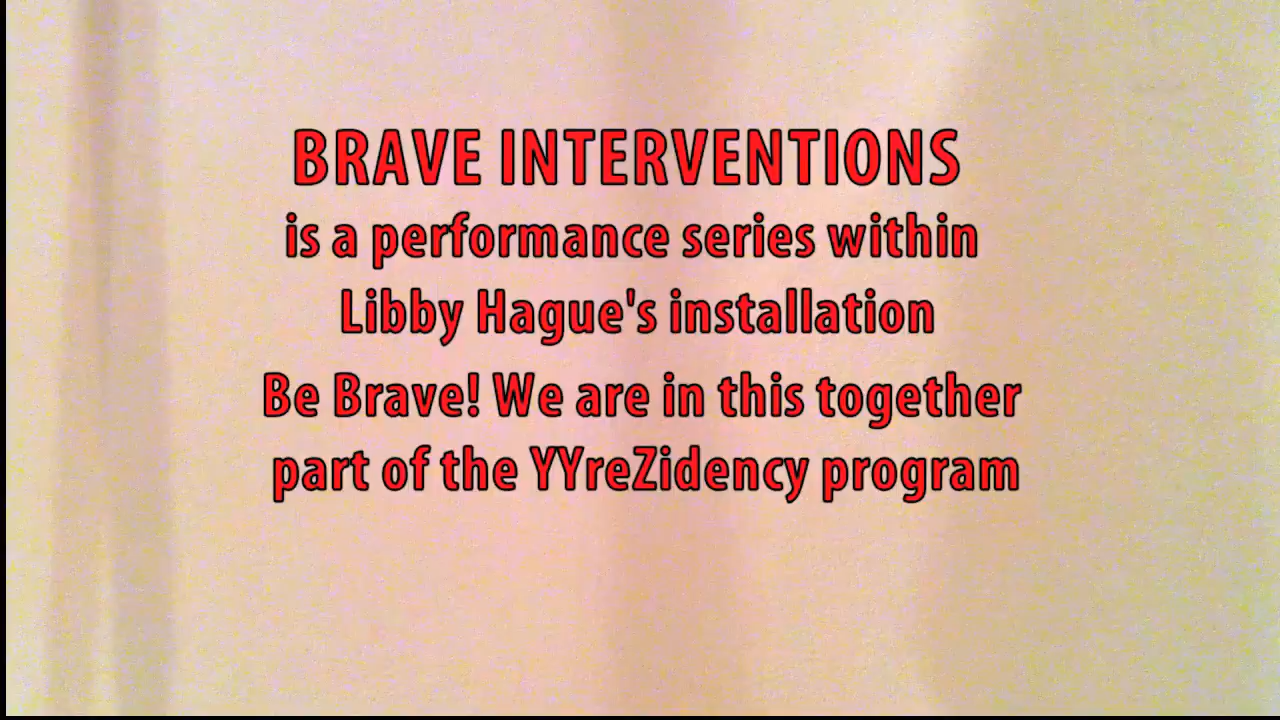 BRAVE INTERVENTIONS
is a performance series within
Libby Hague's installation
Be Brave! We are in this together
part of the YYreZidency program